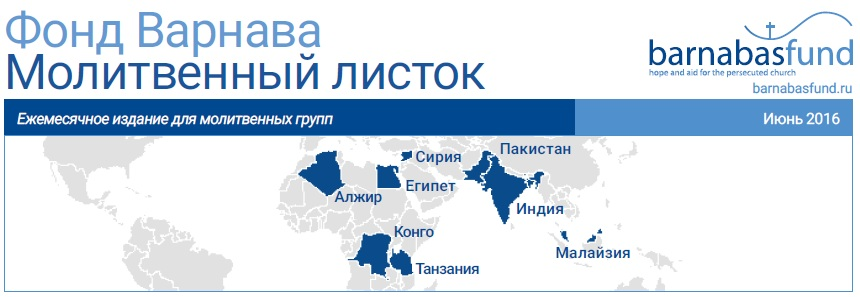 Фонд Варнава
Молитвенный листок
barnabasfund
hope and aid for the persecuted church
barnabasfund.ru
Ежемесячное издание для молитвенных групп
Июнь 2016
Сирия
Пакистан
Алжир
Египет
Индия
Конго
Малайзия
Танзания